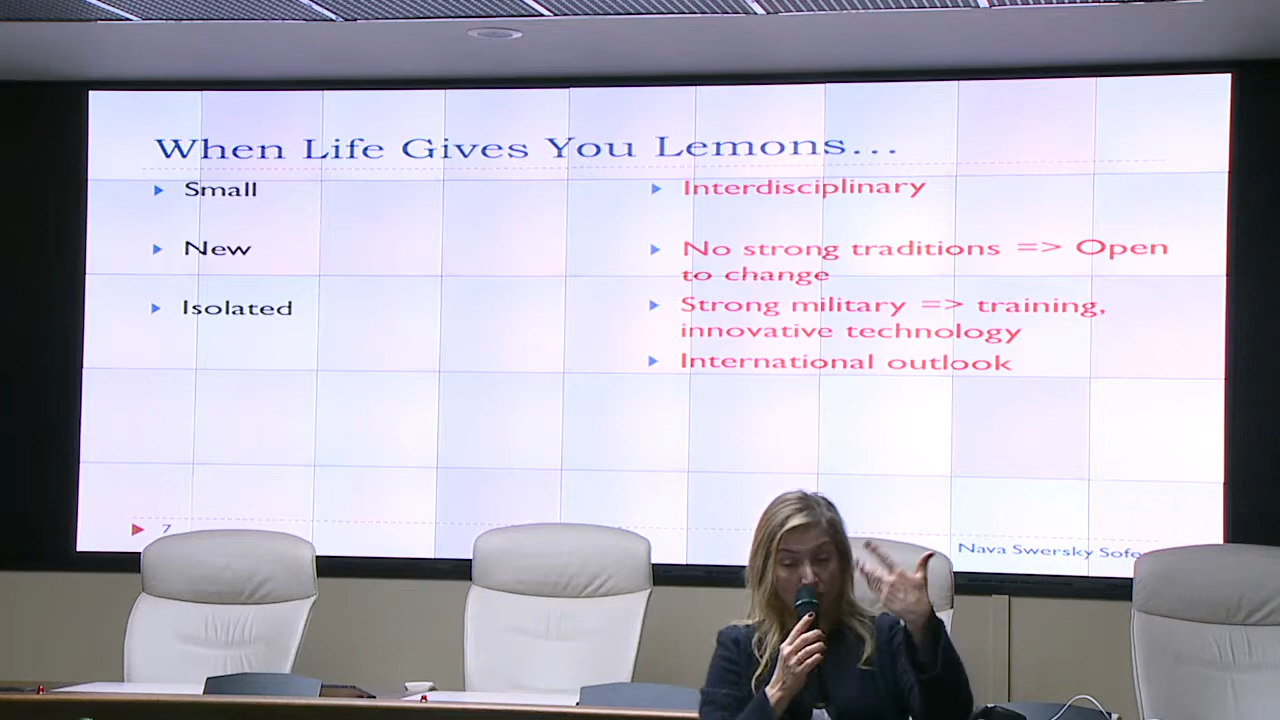 When Life Gives You Lemons...
Small
New
Isolated
Interdisciplinary
No strong traditions => Open
to change
Strong military => training,
innovative technology
International outlook
7
Nava Swersky